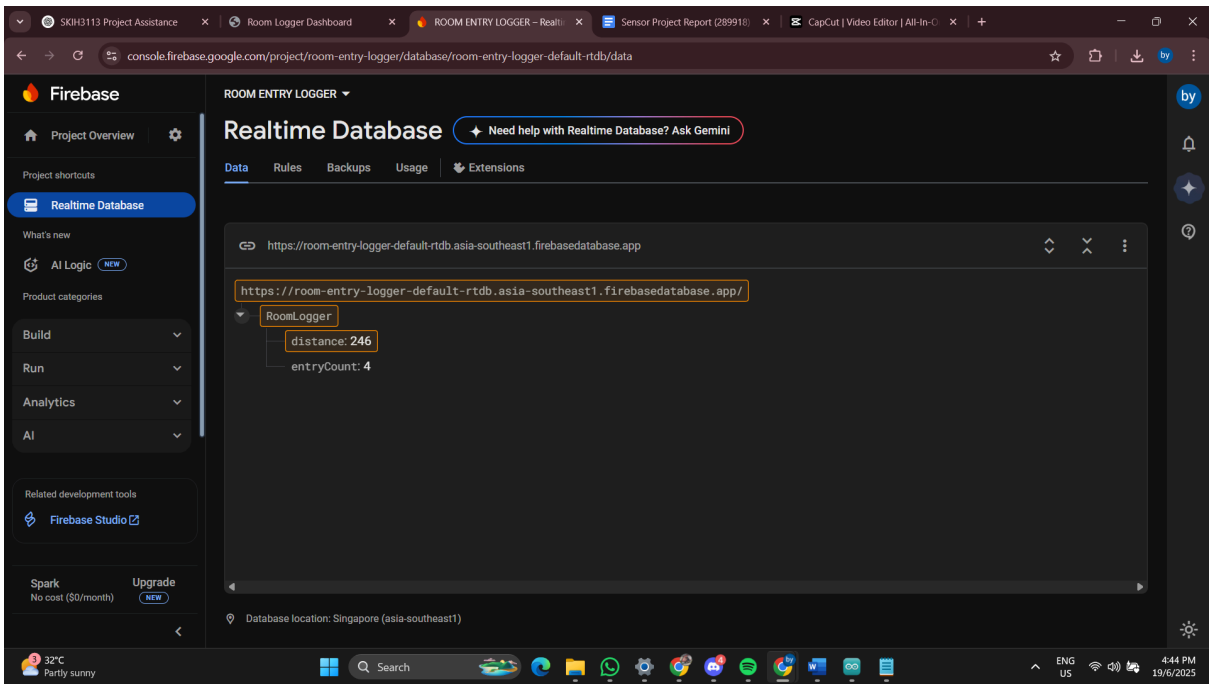 SKIH3113 Project Assistance
Room Logger Dashboard
ROOM ENTRY LOGGER – Realti
Sensor Project Report (289918)
CapCut | Video Editor | All-In-O
console.firebase.google.com/project/room-entry-logger/database/room-entry-logger-default-rtdb/data
by
Firebase
ROOM ENTRY LOGGER
by
Project Overview
Realtime Database
Need help with Realtime Database? Ask Gemini
Data
Rules
Backups
Usage
Extensions
Project shortcuts
Realtime Database
What's new
AI Logic
NEW
Product categories
Build
Run
Analytics
AI
https://room-entry-logger-default-rtdb.asia-southeast1.firebasedatabase.app
https://room-entry-logger-default-rtdb.asia-southeast1.firebasedatabase.app/
RoomLogger
distance: 246
entryCount: 4
Related development tools
Firebase Studio
Spark
No cost ($0/month)
Upgrade
NEW
Database location: Singapore (asia-southeast1)
3
32°C
Partly sunny
Search
ENG
US
4:44 PM
19/6/2025